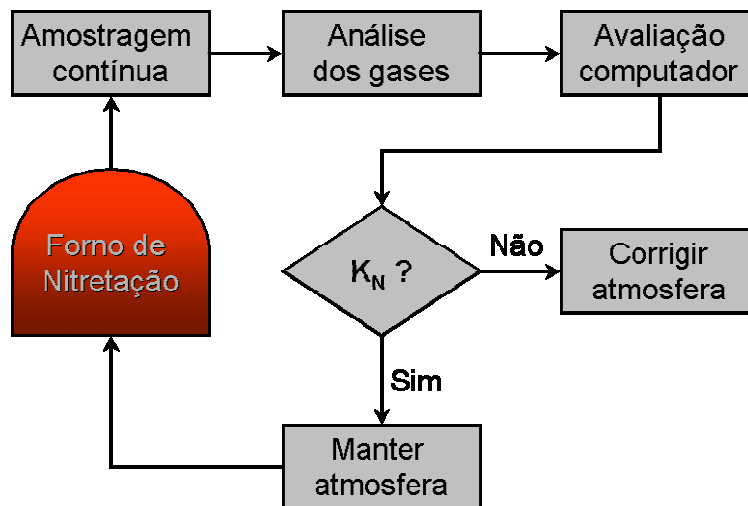 Amostragem
contínua
Análise
dos gases
Avaliação
computador
Forno de
Nitretação
K_N ?
Não
Corrigir
atmosfera
Sim
Manter
atmosfera